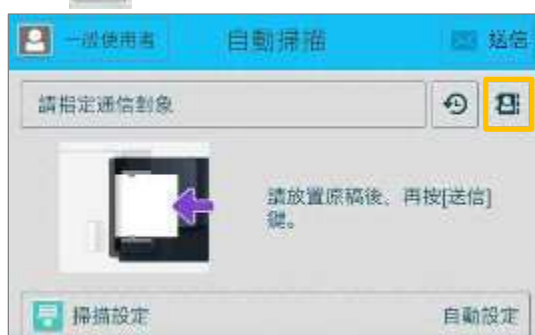 一般使用者 自動掃描 送信
請指定通信對象
請放置原稿後，再按[送信]
鍵。
掃描設定 自動設定